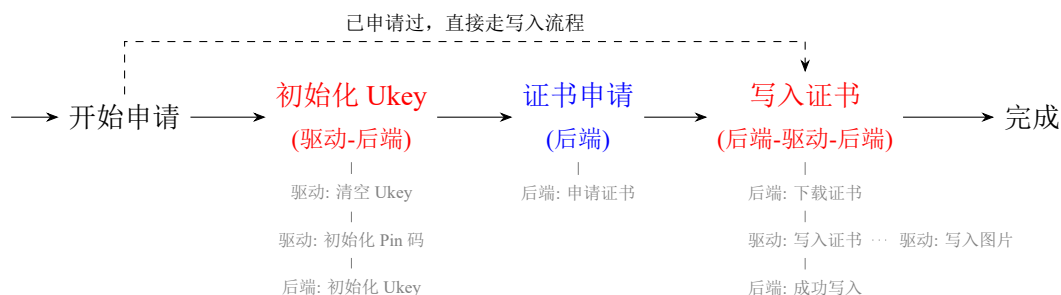 已申请过，直接走写入流程
开始申请
初始化 Ukey
(驱动-后端)
驱动: 清空 Ukey
驱动: 初始化 Pin 码
后端: 初始化 Ukey
证书申请
(后端)
后端: 申请证书
写入证书
(后端-驱动-后端)
后端: 下载证书
驱动: 写入证书 ··· 驱动: 写入图片
后端: 成功写入
完成